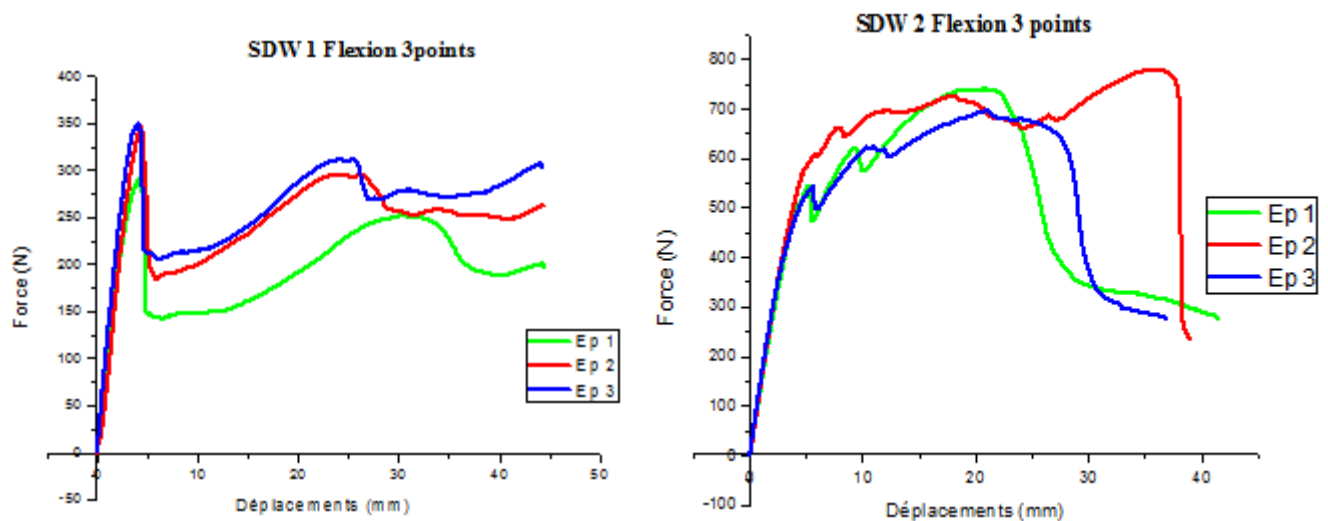 SDW 1 Flexion 3points
400
350
300
250
200
150
100
50
0
-50
Force (N)
0 10 20 30 40 50
Déplacements (mm)
Ep 1
Ep 2
Ep 3
SDW 2 Flexion 3 points
800
700
600
500
400
300
200
100
0
-100
Force (N)
0 10 20 30 40
Déplacements (mm)
Ep 1
Ep 2
Ep 3